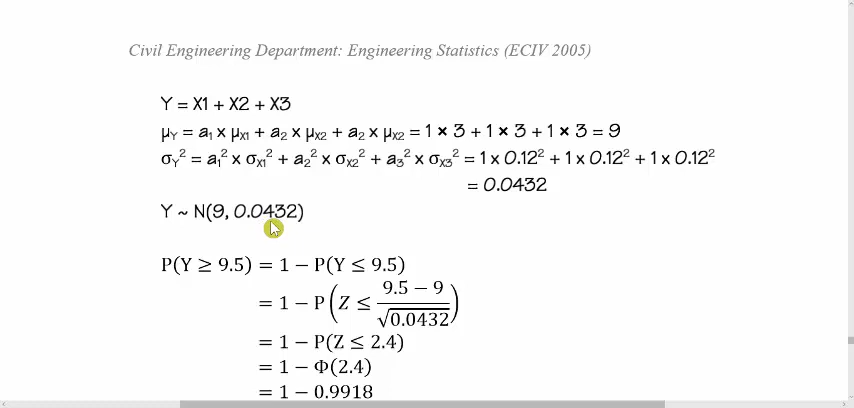 Civil Engineering Department: Engineering Statistics (ECIV 2005)
Y = X1 + X2 + X3
μY = a1 x μX1 + a2 x μX2 + a2 x μX2 = 1 × 3 + 1 × 3 + 1 × 3 = 9
σY² = a1² x σX1² + a2² x σX2² + a3² x σX3² = 1 x 0.12² + 1 x 0.12² + 1 x 0.12²
= 0.0432
Y ~ N(9, 0.0432)
P(Y ≥ 9.5) = 1 − P(Y ≤ 9.5)
= 1 − P(Z ≤ (9.5 − 9)/√0.0432)
= 1 − P(Z ≤ 2.4)
= 1 − Φ(2.4)
= 1 − 0.9918